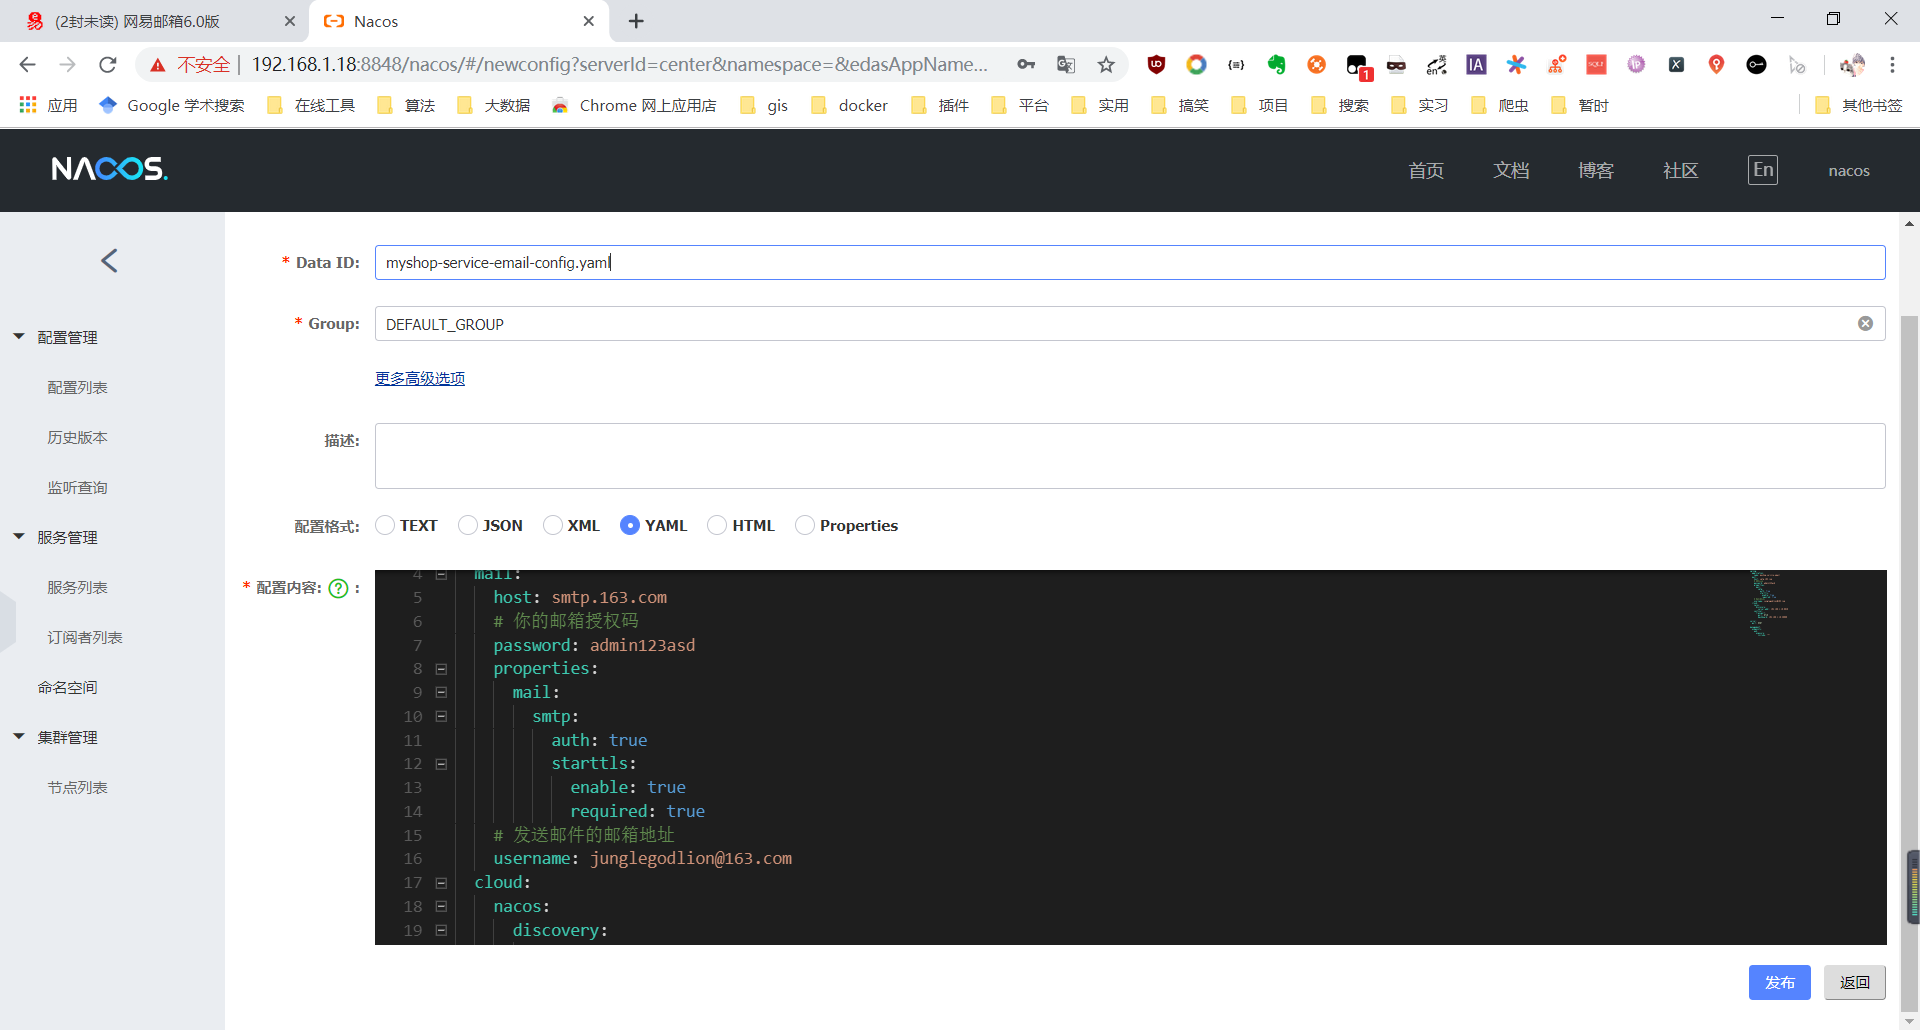 (2封未读) 网易邮箱6.0版
Nacos
不安全 | 192.168.1.18:8848/nacos/#/newconfig?serverId=center&namespace=&edasAppName...
应用 Google 学术搜索 在线工具 算法 大数据 Chrome 网上应用店 gis docker 插件 平台 实用 搞笑 项目 搜索 实习 爬虫 暂时 其他书签
NACOS.
首页 文档 博客 社区 En nacos
配置管理
配置列表
历史版本
监听查询
服务管理
服务列表
订阅者列表
命名空间
集群管理
节点列表
* Data ID: myshop-service-email-config.yaml
* Group: DEFAULT_GROUP
更多高级选项
描述:
配置格式: TEXT JSON XML YAML HTML Properties
* 配置内容: ? :
4 mail:
5 host: smtp.163.com
6 # 你的邮箱授权码
7 password: admin123asd
8 properties:
9 mail:
10 smtp:
11 auth: true
12 starttls:
13 enable: true
14 required: true
15 # 发送邮件的邮箱地址
16 username: junglegodlion@163.com
17 cloud:
18 nacos:
19 discovery:
发布 返回